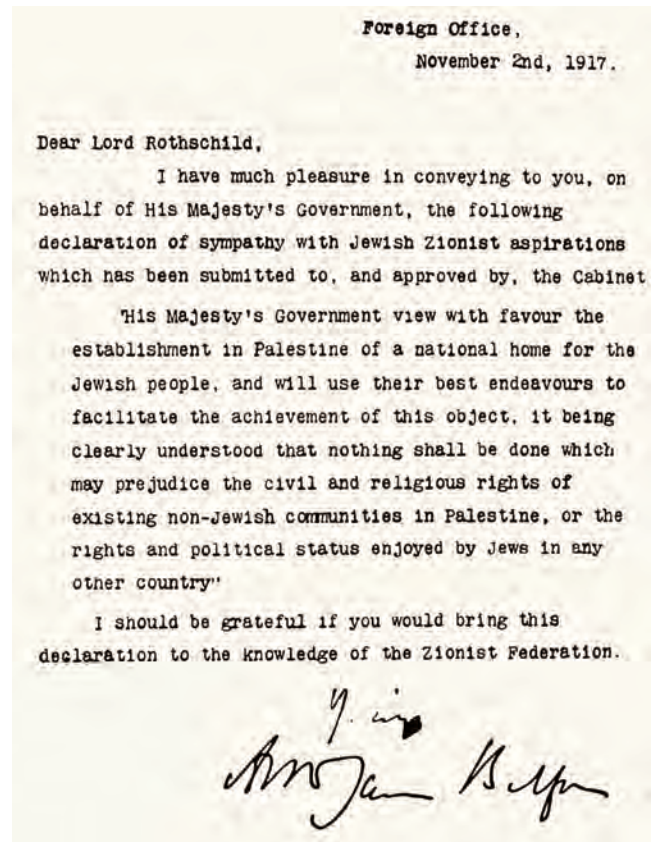 Foreign Office,
November 2nd, 1917.
Dear Lord Rothschild,
I have much pleasure in conveying to you, on
behalf of His Majesty's Government, the following
declaration of sympathy with Jewish Zionist aspirations
which has been submitted to, and approved by, the Cabinet
"His Majesty's Government view with favour the
establishment in Palestine of a national home for the
Jewish people, and will use their best endeavours to
facilitate the achievement of this object, it being
clearly understood that nothing shall be done which
may prejudice the civil and religious rights of
existing non-Jewish communities in Palestine, or the
rights and political status enjoyed by Jews in any
other country"
I should be grateful if you would bring this
declaration to the knowledge of the Zionist Federation.